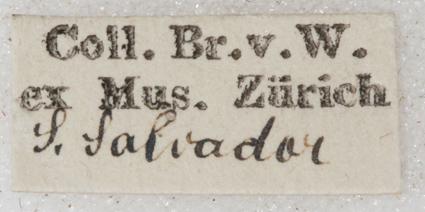 Coll. Br. v. W.
ex Mus. Zürich
S. Salvador